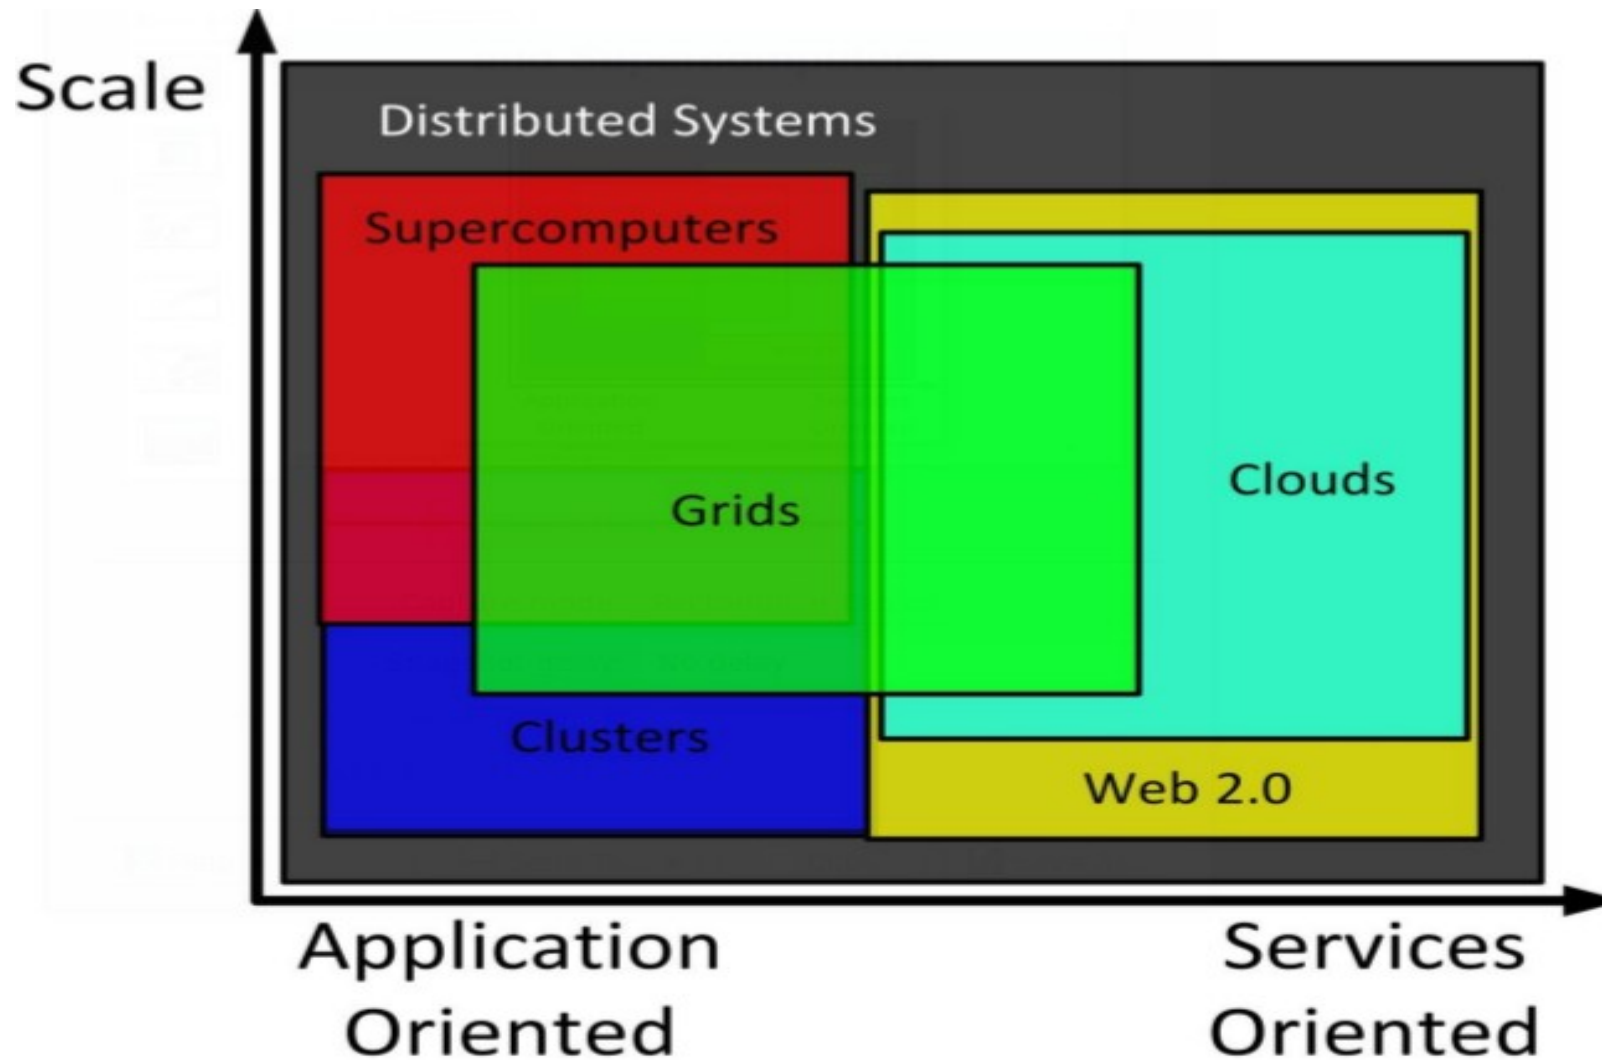 Scale
Distributed Systems
Supercomputers
Grids
Clouds
Clusters
Web 2.0
Application
Oriented
Services
Oriented